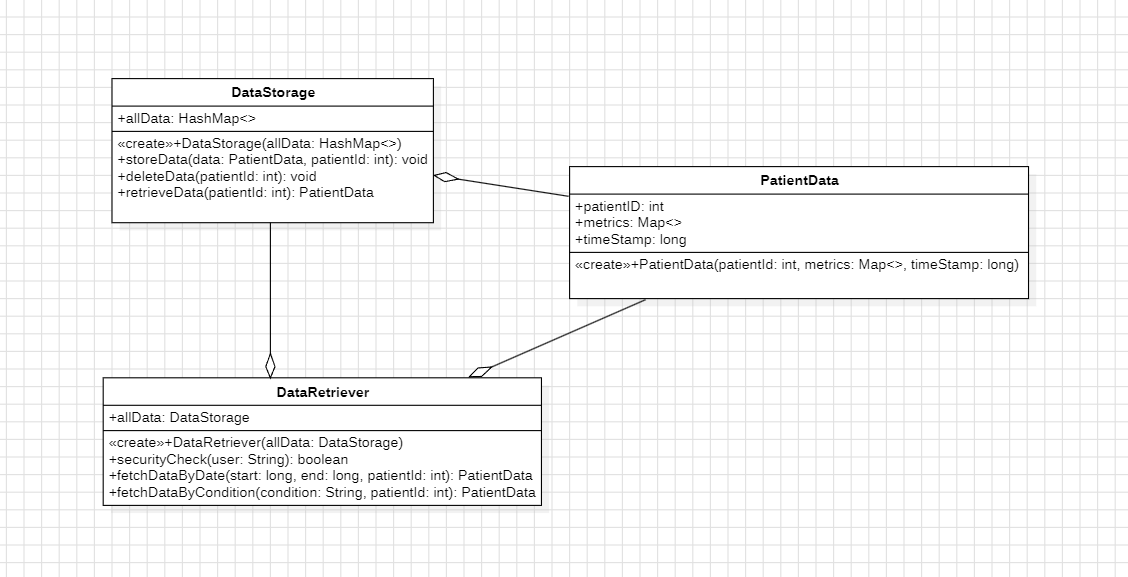 DataStorage
+allData: HashMap<>
«create»+DataStorage(allData: HashMap<>)
+storeData(data: PatientData, patientId: int): void
+deleteData(patientId: int): void
+retrieveData(patientId: int): PatientData
PatientData
+patientID: int
+metrics: Map<>
+timeStamp: long
«create»+PatientData(patientId: int, metrics: Map<>, timeStamp: long)
DataRetriever
+allData: DataStorage
«create»+DataRetriever(allData: DataStorage)
+securityCheck(user: String): boolean
+fetchDataByDate(start: long, end: long, patientId: int): PatientData
+fetchDataByCondition(condition: String, patientId: int): PatientData